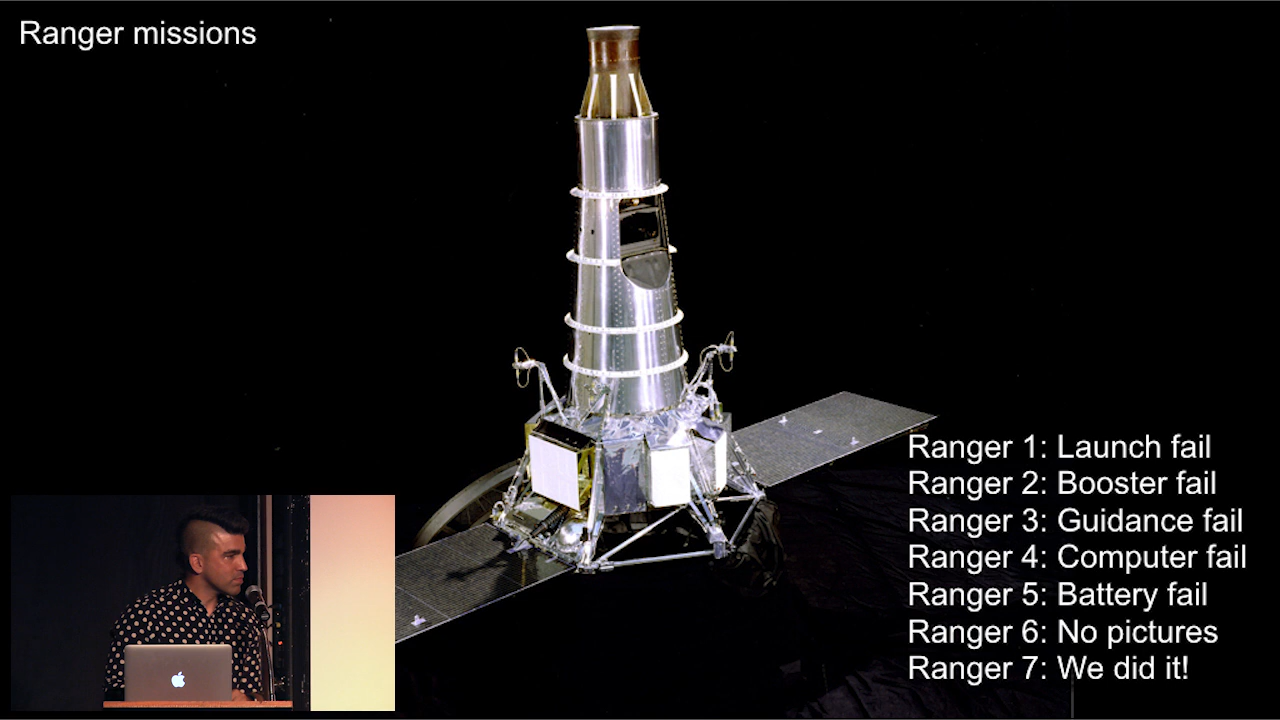 Ranger missions
Ranger 1: Launch fail
Ranger 2: Booster fail
Ranger 3: Guidance fail
Ranger 4: Computer fail
Ranger 5: Battery fail
Ranger 6: No pictures
Ranger 7: We did it!